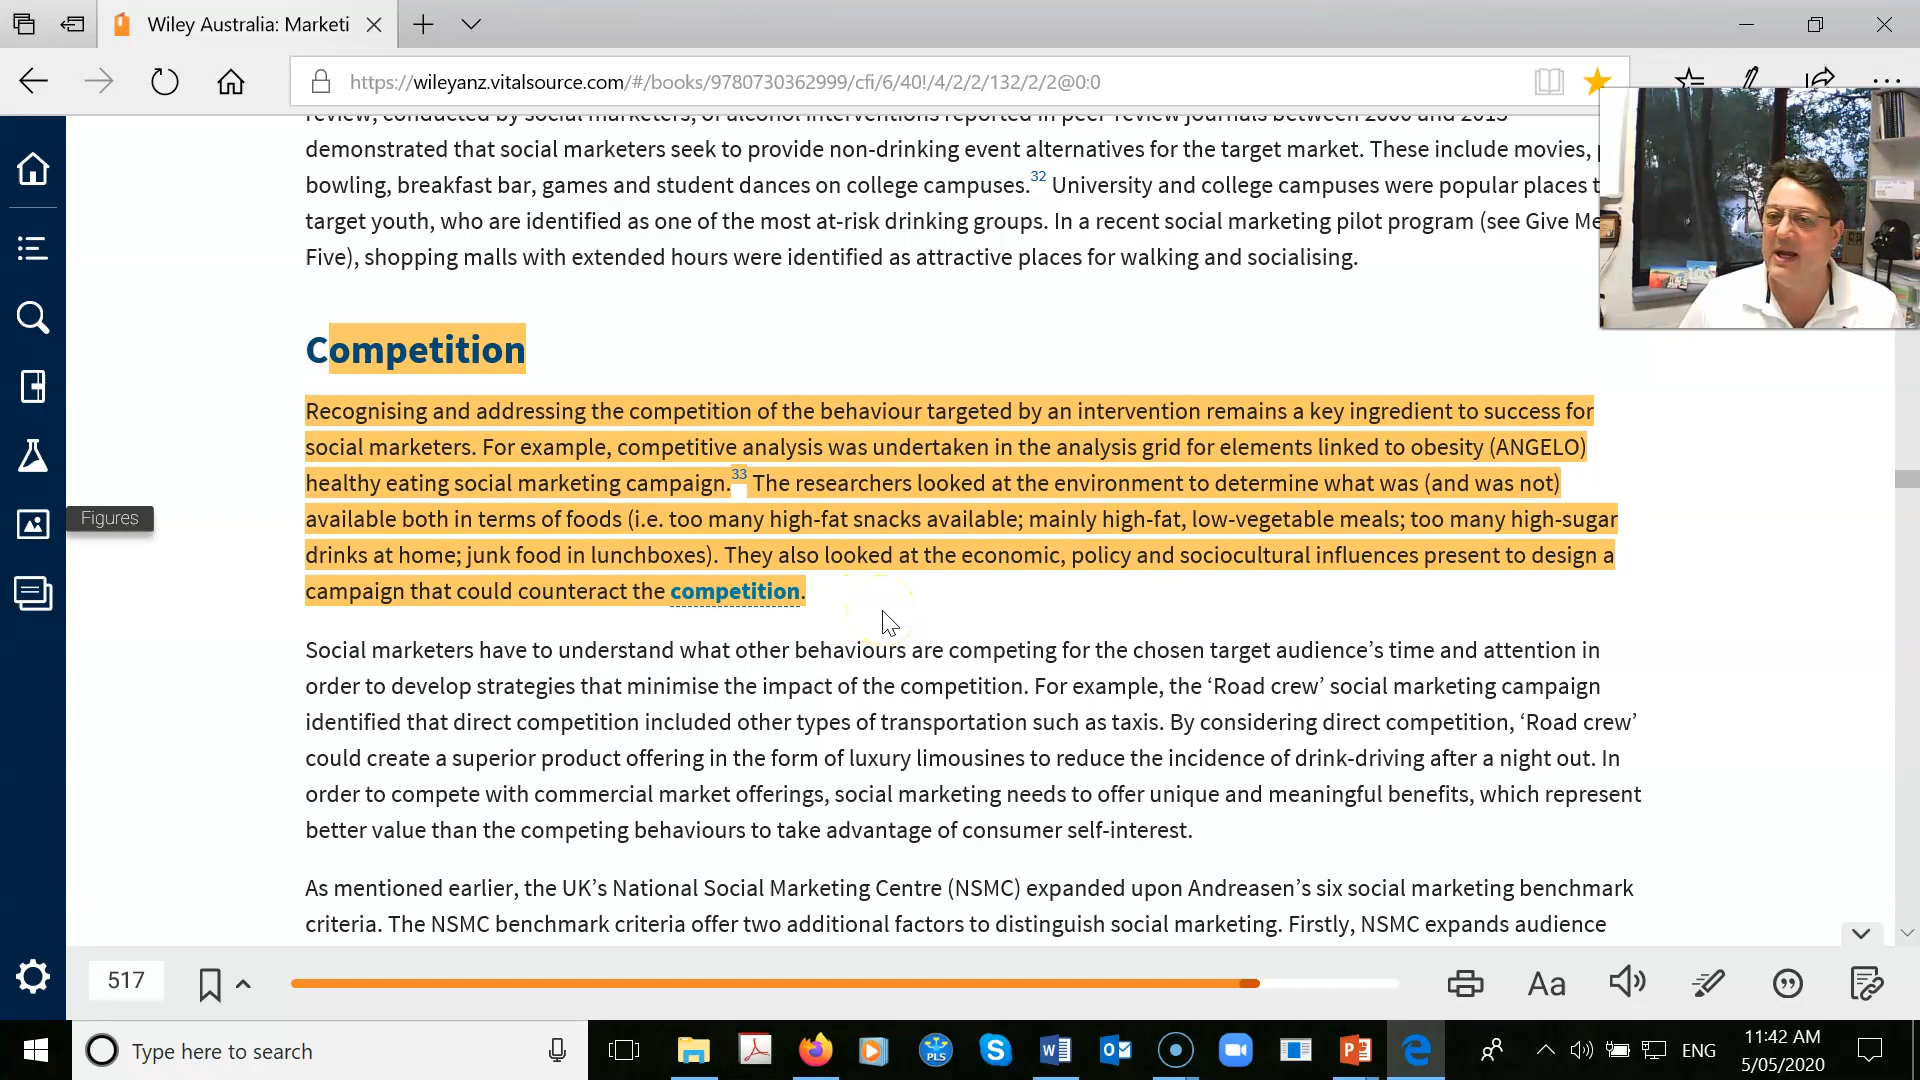 Wiley Australia: Marketi
https://wileyanz.vitalsource.com/#/books/9780730362999/cfi/6/40!/4/2/2/132/2/2@0:0
review, conducted by social marketers, of alcohol interventions reported in peer review journals between 2000 and 2013
demonstrated that social marketers seek to provide non-drinking event alternatives for the target market. These include movies,
bowling, breakfast bar, games and student dances on college campuses.32 University and college campuses were popular places t
target youth, who are identified as one of the most at-risk drinking groups. In a recent social marketing pilot program (see Give Me
Five), shopping malls with extended hours were identified as attractive places for walking and socialising.
Competition
Recognising and addressing the competition of the behaviour targeted by an intervention remains a key ingredient to success for
social marketers. For example, competitive analysis was undertaken in the analysis grid for elements linked to obesity (ANGELO)
healthy eating social marketing campaign.33 The researchers looked at the environment to determine what was (and was not)
Figures
available both in terms of foods (i.e. too many high-fat snacks available; mainly high-fat, low-vegetable meals; too many high-sugar
drinks at home; junk food in lunchboxes). They also looked at the economic, policy and sociocultural influences present to design a
campaign that could counteract the competition.
Social marketers have to understand what other behaviours are competing for the chosen target audience’s time and attention in
order to develop strategies that minimise the impact of the competition. For example, the ‘Road crew’ social marketing campaign
identified that direct competition included other types of transportation such as taxis. By considering direct competition, ‘Road crew’
could create a superior product offering in the form of luxury limousines to reduce the incidence of drink-driving after a night out. In
order to compete with commercial market offerings, social marketing needs to offer unique and meaningful benefits, which represent
better value than the competing behaviours to take advantage of consumer self-interest.
As mentioned earlier, the UK’s National Social Marketing Centre (NSMC) expanded upon Andreasen’s six social marketing benchmark
criteria. The NSMC benchmark criteria offer two additional factors to distinguish social marketing. Firstly, NSMC expands audience
517
Aa
Type here to search
PLS
ENG
11:42 AM
5/05/2020